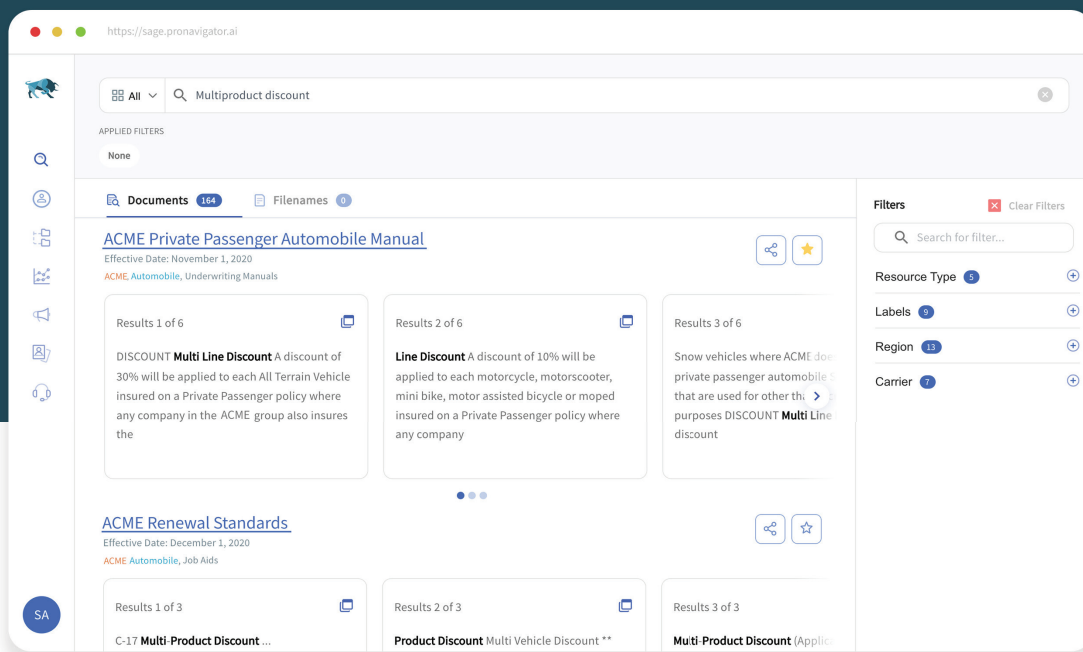 https://sage.pronavigator.ai
All
Multiproduct discount
APPLIED FILTERS
None
Documents 164
Filenames 0
ACME Private Passenger Automobile Manual
Effective Date: November 1, 2020
ACME, Automobile, Underwriting Manuals
Results 1 of 6
DISCOUNT Multi Line Discount A discount of
30% will be applied to each All Terrain Vehicle
insured on a Private Passenger policy where
any company in the ACME group also insures
the
Results 2 of 6
Line Discount A discount of 10% will be
applied to each motorcycle, motorscooter,
mini bike, motor assisted bicycle or moped
insured on a Private Passenger policy where
any company
Results 3 of 6
Snow vehicles where ACME doe
private passenger automobile
that are used for other
purposes DISCOUNT Multi Line
discount
ACME Renewal Standards
Effective Date: December 1, 2020
ACME Automobile, Job Aids
Results 1 of 3
C-17 Multi-Product Discount ...
Results 2 of 3
Product Discount Multi Vehicle Discount **
Results 3 of 3
Multi-Product Discount (Applic
Filters
Clear Filters
Search for filter...
Resource Type 5
Labels 9
Region 13
Carrier 7
SA